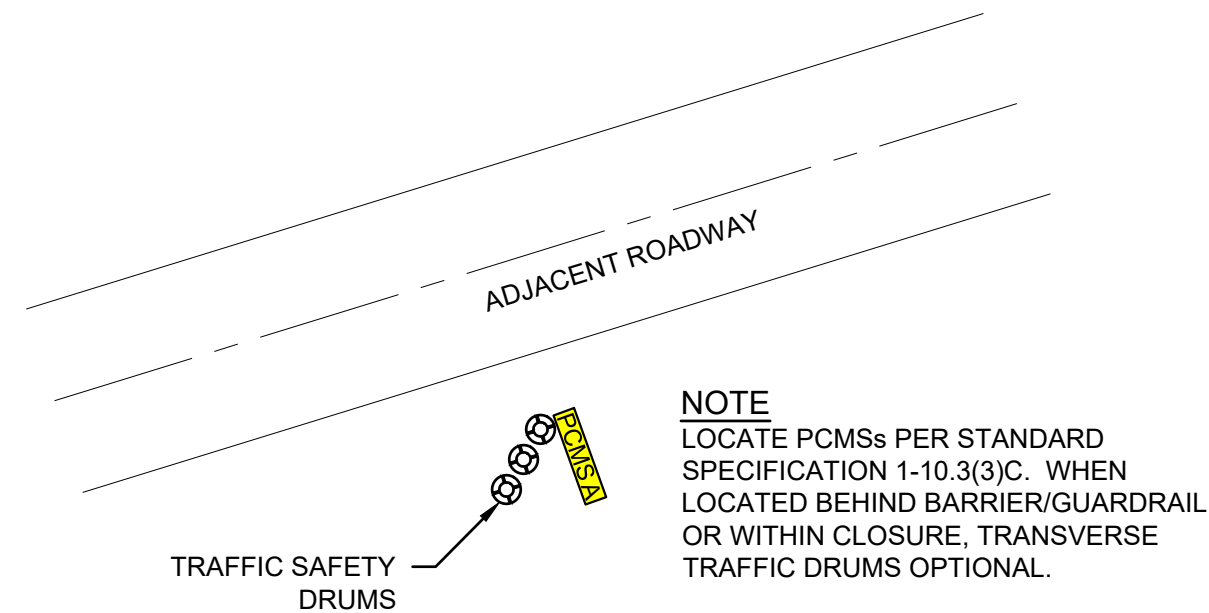 ADJACENT ROADWAY
PCMS A
NOTE
LOCATE PCMSs PER STANDARD
SPECIFICATION 1-10.3(3)C. WHEN
LOCATED BEHIND BARRIER/GUARDRAIL
OR WITHIN CLOSURE, TRANSVERSE
TRAFFIC DRUMS OPTIONAL.
TRAFFIC SAFETY
DRUMS